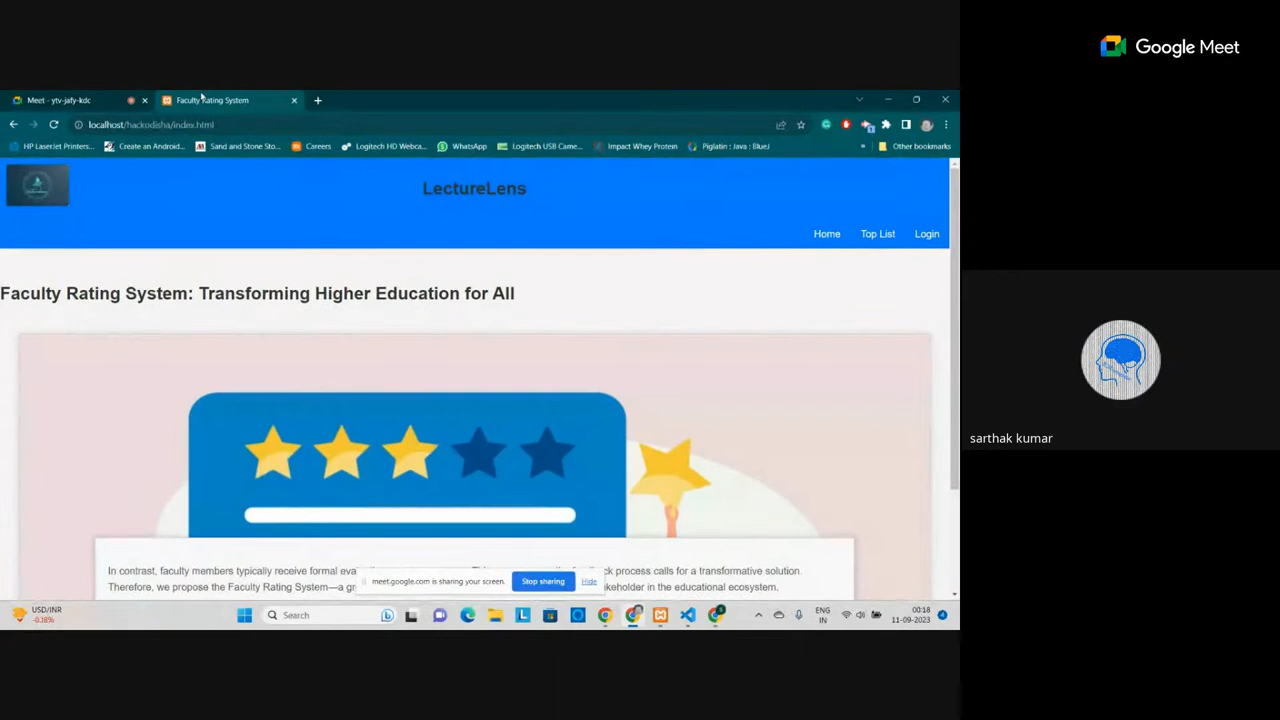 Google Meet
Meet - ytv-jafy-kdc
Faculty Rating System
localhost/hackodisha/index.html
HP LaserJet Printers...
Create an Android...
Sand and Stone Sto...
Careers
Logitech HD Webca...
WhatsApp
Logitech USB Came...
Impact Whey Protein
Piglatin : Java : BlueJ
»
Other bookmarks
LectureLens
Home
Top List
Login
Faculty Rating System: Transforming Higher Education for All
In contrast, faculty members typically receive formal eva
k process calls for a transformative solution.
Therefore, we propose the Faculty Rating System—a gr
akeholder in the educational ecosystem.
meet.google.com is sharing your screen.
Stop sharing
Hide
sarthak kumar
USD/INR
-0.18%
Search
ENG
IN
00:18
11-09-2023